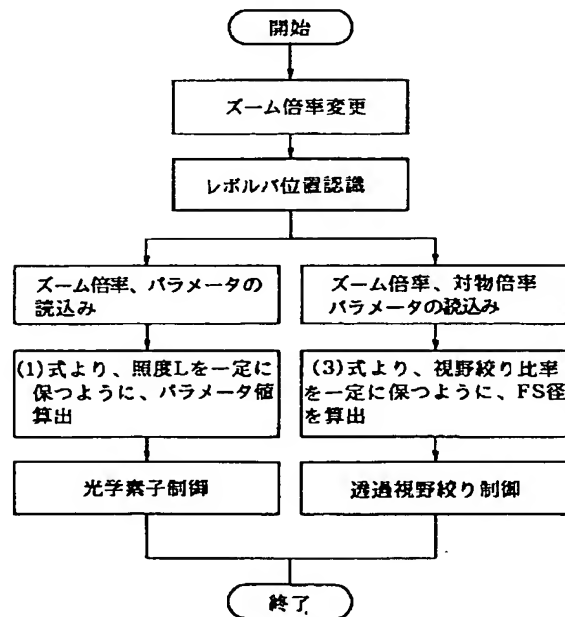 開始
ズーム倍率変更
レボルバ位置認識
ズーム倍率、パラメータの
読込み
(1)式より、照度Lを一定に
保つように、パラメータ値
算出
光学素子制御
ズーム倍率、対物倍率
パラメータの読込み
(3)式より、視野絞り比率
を一定に保つように、FS径
を算出
透過視野絞り制御
終了